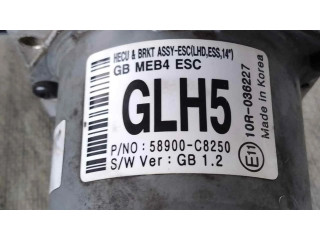 HECU & BRKT ASSY-ESC(LHD,ESS,14")
GB MEB4 ESC
GLH5
P/NO : 58900-C8250
S/W Ver : GB 1.2
E11
10R-036227
Made in Korea